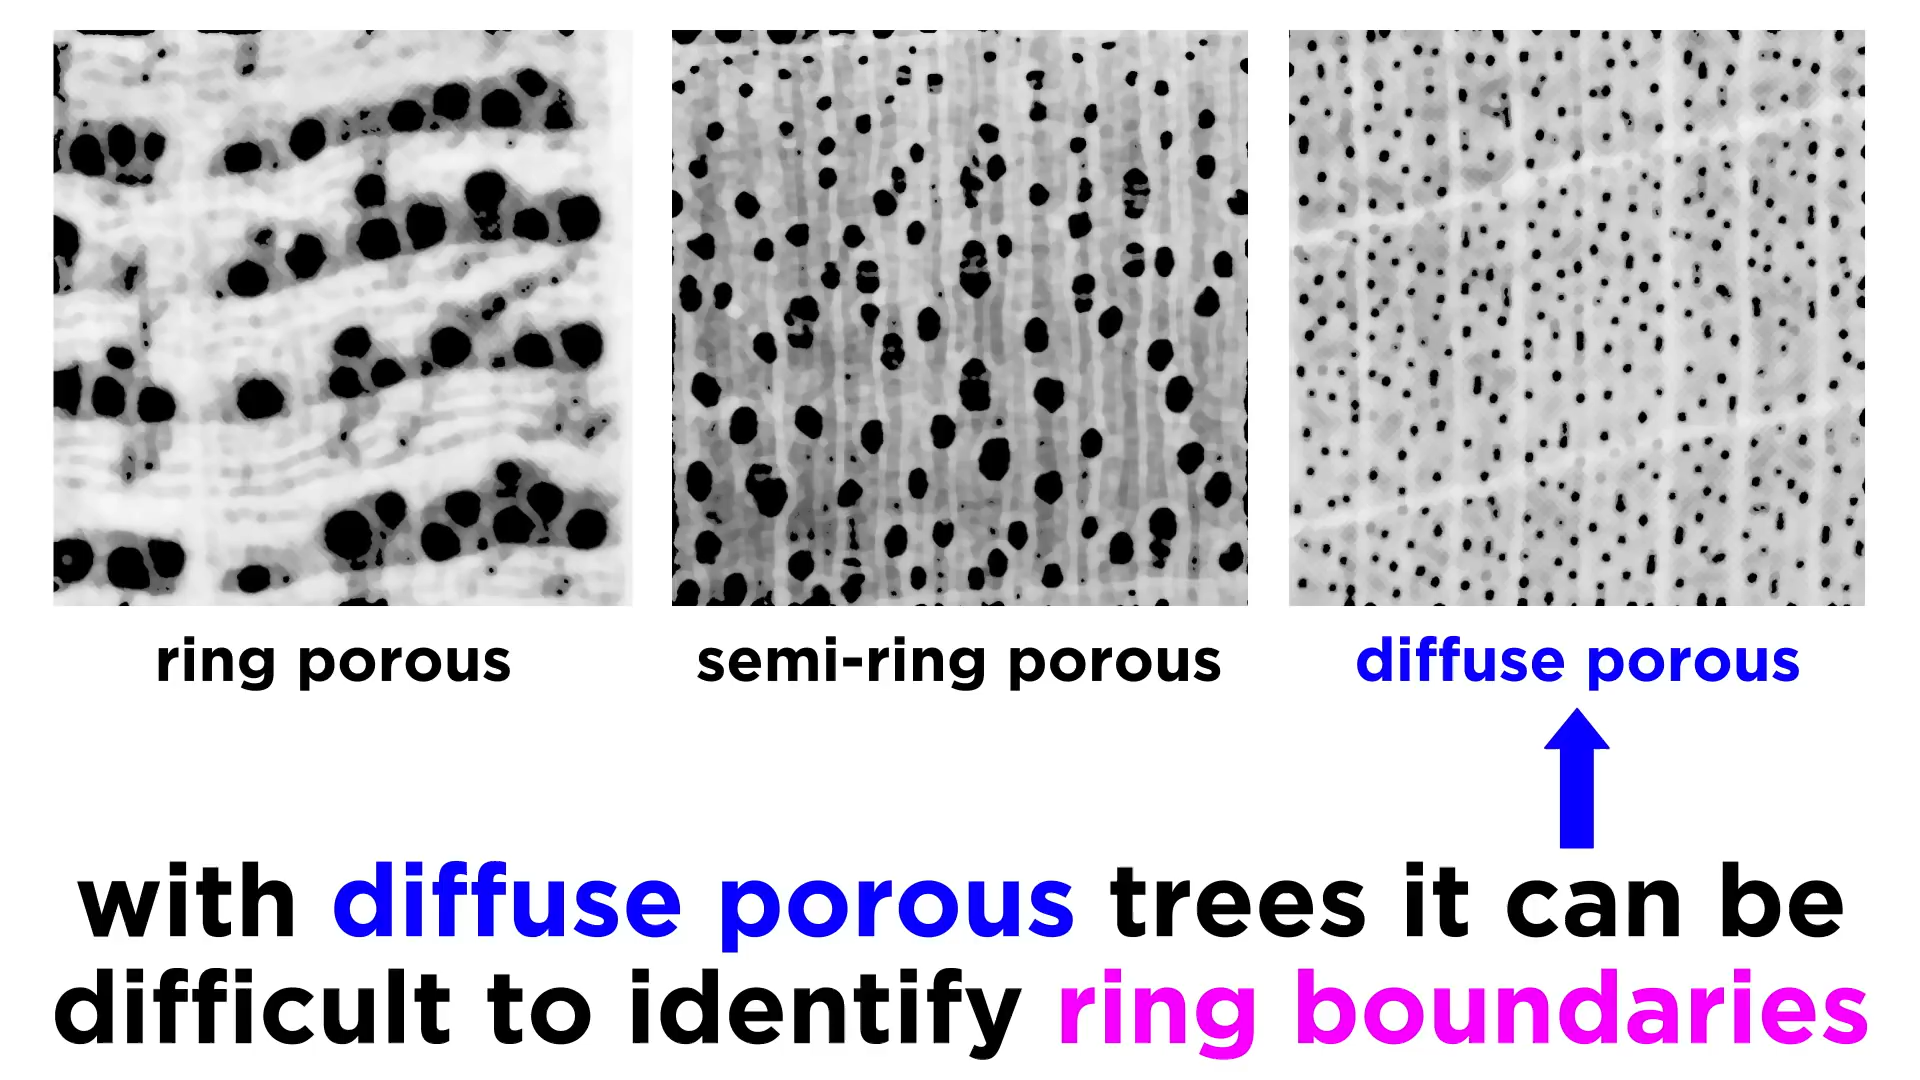 ring porous
semi-ring porous
diffuse porous
with diffuse porous trees it can be
difficult to identify ring boundaries